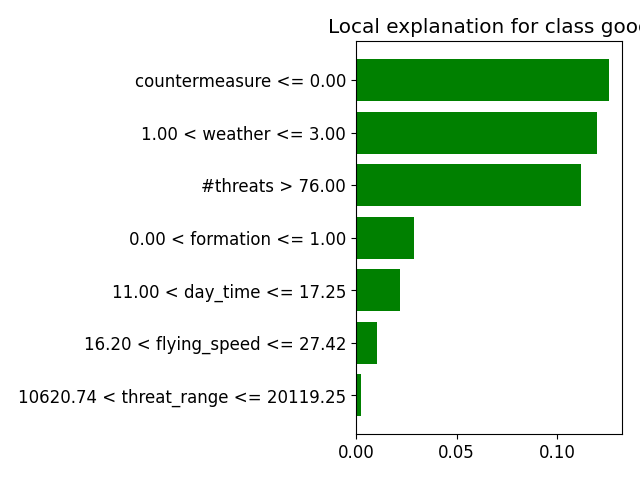 Local explanation for class goo
countermeasure <= 0.00
1.00 < weather <= 3.00
#threats > 76.00
0.00 < formation <= 1.00
11.00 < day_time <= 17.25
16.20 < flying_speed <= 27.42
10620.74 < threat_range <= 20119.25
0.00 0.05 0.10